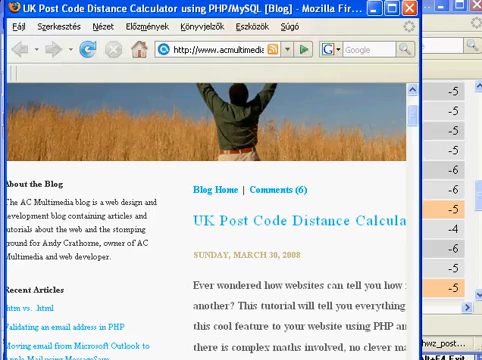 UK Post Code Distance Calculator using PHP/MySQL [Blog] - Mozilla Fir...
Fájl Szerkesztés Nézet Előzmények Könyvjelzők Eszközök Súgó
http://www.acmultimedia
Google
About the Blog
The AC Multimedia blog is a web design and
development blog containing articles and
tutorials about the web and the stomping
ground for Andy Crathorne, owner of AC
Multimedia and web developer.
Recent Articles
htm vs. .html
Validating an email address in PHP
Moving email from Microsoft Outlook to
Blog Home | Comments (6)
UK Post Code Distance Calcula
SUNDAY, MARCH 30, 2008
Ever wondered how websites can tell you how
another? This tutorial will tell you everything
this cool feature to your website using PHP an
there is complex maths involved, no clever ma
-5
-5
-5
-6
-6
-5
-4
-6
-5
-5
hwz_post...